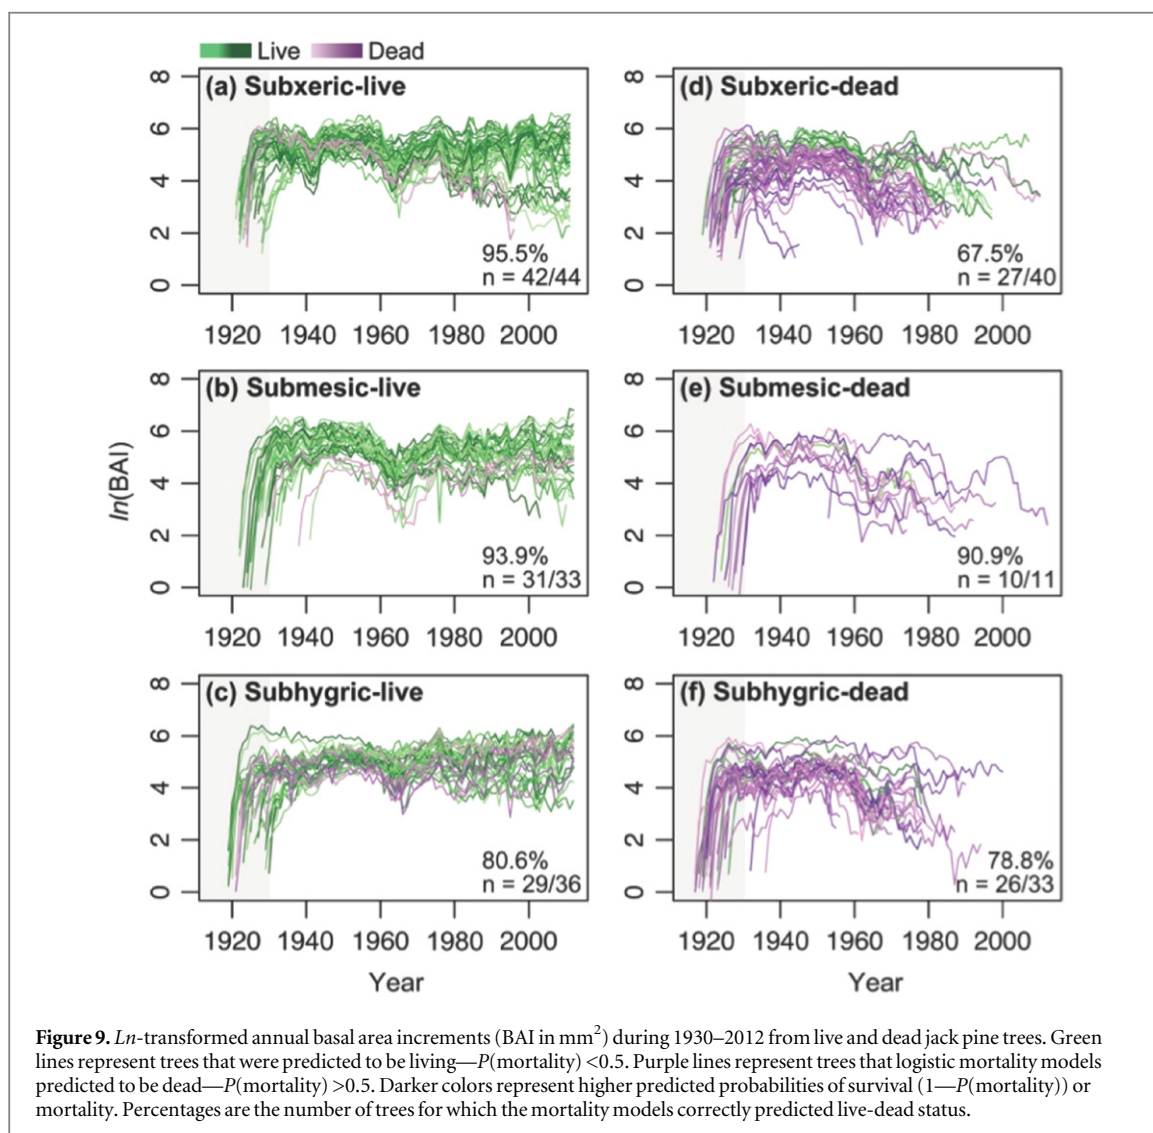 Live Dead
8 6 4 2 0
(a) Subxeric-live
95.5%
n = 42/44
1920 1940 1960 1980 2000
8 6 4 2 0
(d) Subxeric-dead
67.5%
n = 27/40
1920 1940 1960 1980 2000
ln(BAI)
8 6 4 2 0
(b) Submesic-live
93.9%
n = 31/33
1920 1940 1960 1980 2000
8 6 4 2 0
(e) Submesic-dead
90.9%
n = 10/11
1920 1940 1960 1980 2000
8 6 4 2 0
(c) Subhygric-live
80.6%
n = 29/36
1920 1940 1960 1980 2000
Year
8 6 4 2 0
(f) Subhygric-dead
78.8%
n = 26/33
1920 1940 1960 1980 2000
Year
Figure 9. Ln-transformed annual basal area increments (BAI in mm²) during 1930–2012 from live and dead jack pine trees. Green
lines represent trees that were predicted to be living—P(mortality) <0.5. Purple lines represent trees that logistic mortality models
predicted to be dead—P(mortality) >0.5. Darker colors represent higher predicted probabilities of survival (1—P(mortality)) or
mortality. Percentages are the number of trees for which the mortality models correctly predicted live-dead status.